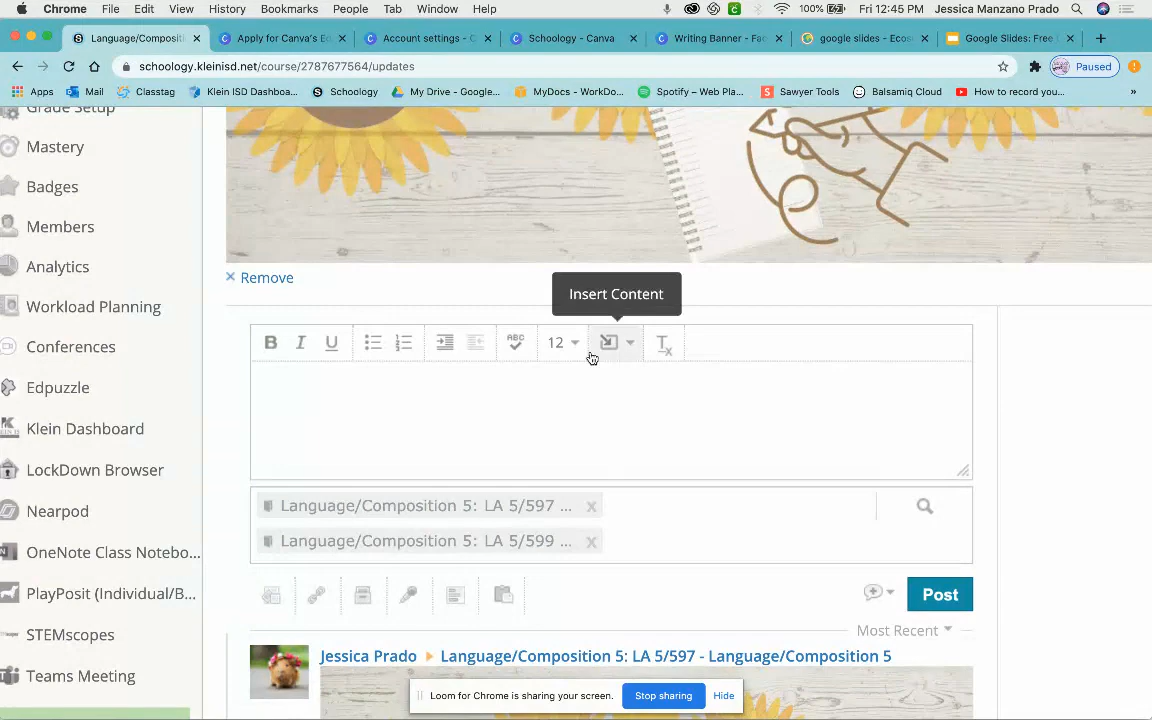 Chrome File Edit View History Bookmarks People Tab Window Help 100% Fri 12:45 PM Jessica Manzano Prado
Language/Compositi Apply for Canva's Ed Account settings - C Schoology - Canva Writing Banner - Fa google slides - Ecos Google Slides: Free
schoology.kleinisd.net/course/2787677564/updates Paused
Apps Mail Classtag Klein ISD Dashboa... Schoology My Drive - Google... MyDocs - WorkDo... Spotify – Web Pla... Sawyer Tools Balsamiq Cloud How to record you... »
Grade Setup
Mastery
Badges
Members
Analytics
Workload Planning
Conferences
Edpuzzle
Klein Dashboard
LockDown Browser
Nearpod
OneNote Class Notebo...
PlayPosit (Individual/B...
STEMscopes
Teams Meeting
Remove
Insert Content
B I U ABC 12 Tx
Language/Composition 5: LA 5/597 ... x
Language/Composition 5: LA 5/599 ... x
Post
Most Recent
Jessica Prado Language/Composition 5: LA 5/597 - Language/Composition 5
Loom for Chrome is sharing your screen. Stop sharing Hide